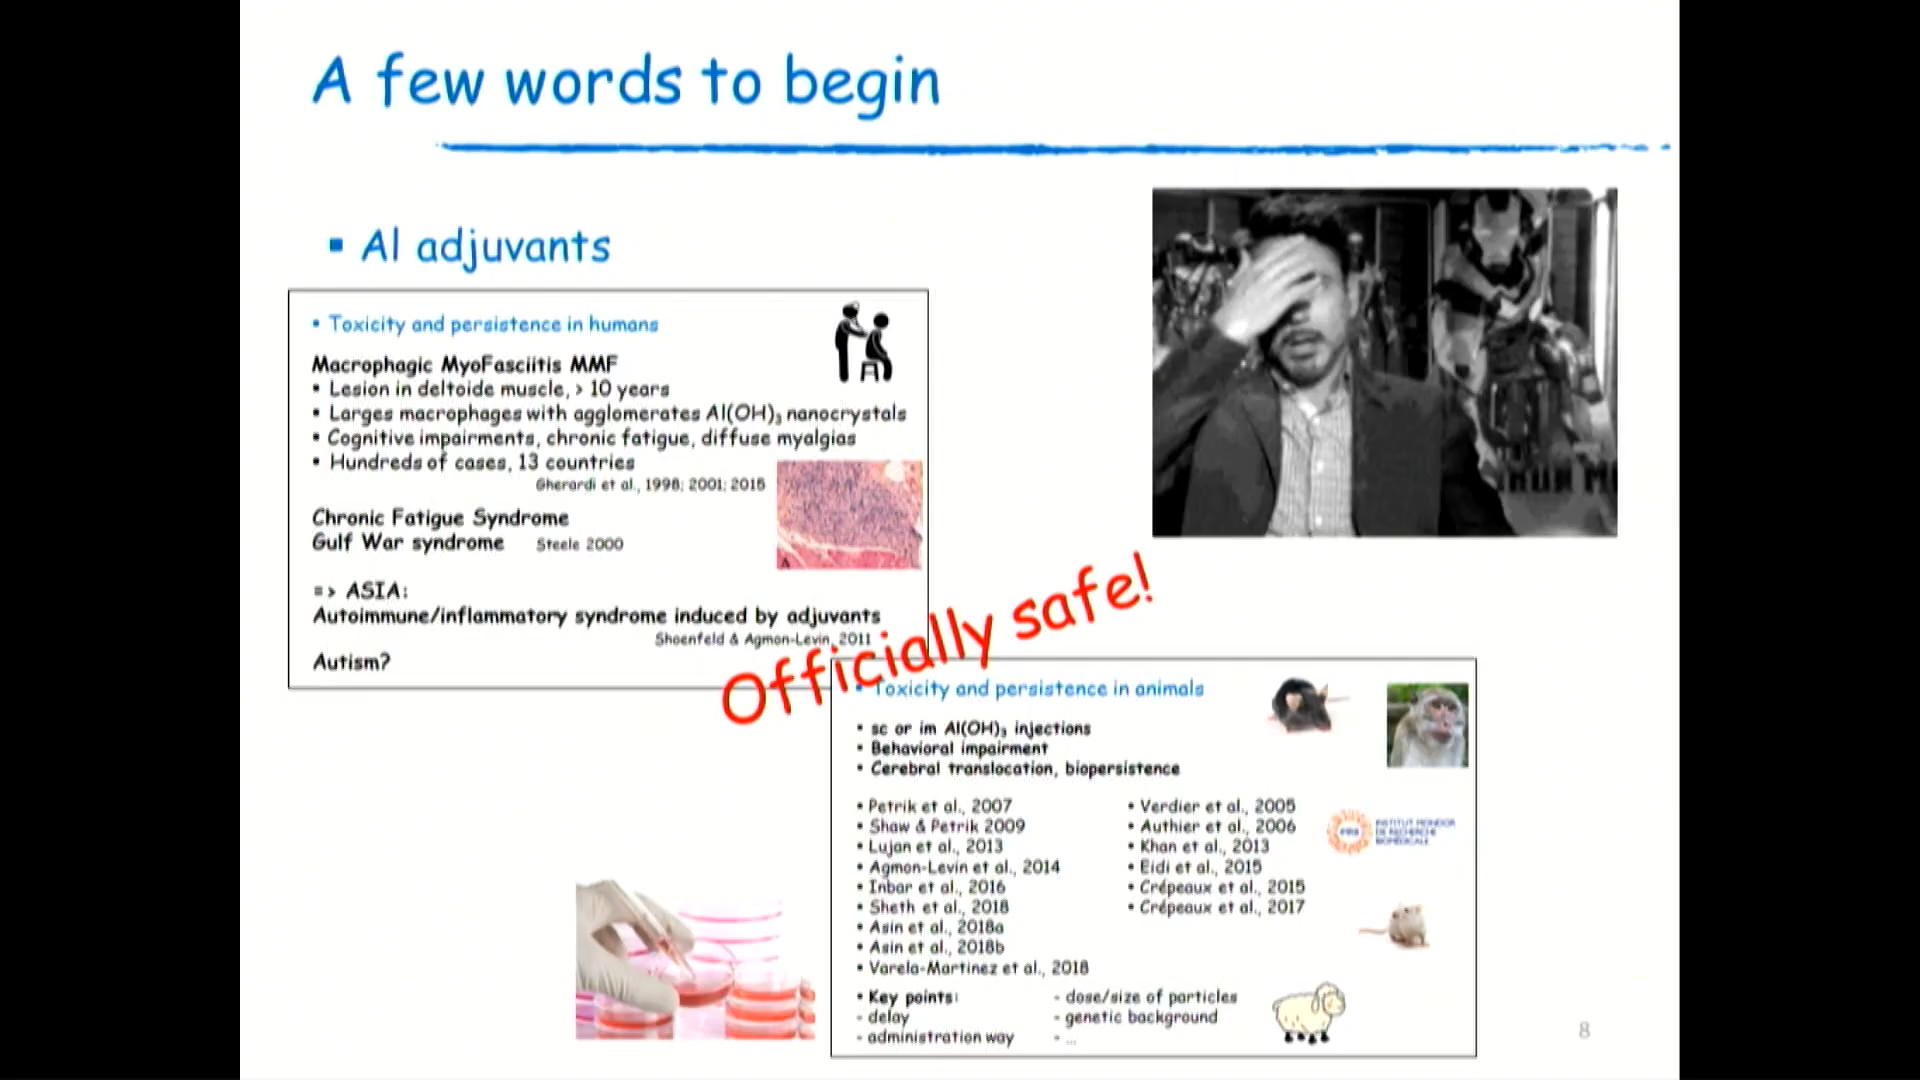 A few words to begin
▪ Al adjuvants
• Toxicity and persistence in humans
Macrophagic MyoFasciitis MMF
• Lesion in deltoide muscle, > 10 years
• Larges macrophages with agglomerates Al(OH)₃ nanocrystals
• Cognitive impairments, chronic fatigue, diffuse myalgias
• Hundreds of cases, 13 countries
Gherardi et al., 1998; 2001; 2015
Chronic Fatigue Syndrome
Gulf War syndrome Steele 2000
=> ASIA:
Autoimmune/inflammatory syndrome induced by adjuvants
Shoenfeld & Agmon-Levin, 2011
Autism?
A
Officially safe!
• Toxicity and persistence in animals
• sc or im Al(OH)₃ injections
• Behavioral impairment
• Cerebral translocation, biopersistence
• Petrik et al., 2007
• Shaw & Petrik 2009
• Lujan et al., 2013
• Agmon-Levin et al., 2014
• Inbar et al., 2016
• Sheth et al., 2018
• Asin et al., 2018a
• Asin et al., 2018b
• Varela-Martinez et al., 2018
• Verdier et al., 2005
• Authier et al., 2006
• Khan et al., 2013
• Eidi et al., 2015
• Crépeaux et al., 2015
• Crépeaux et al., 2017
INSTITUT MONDOR
DE RECHERCHE
BIOMÉDICALE
• Key points:
- delay
- administration way
- dose/size of particles
- genetic background
- ...
8